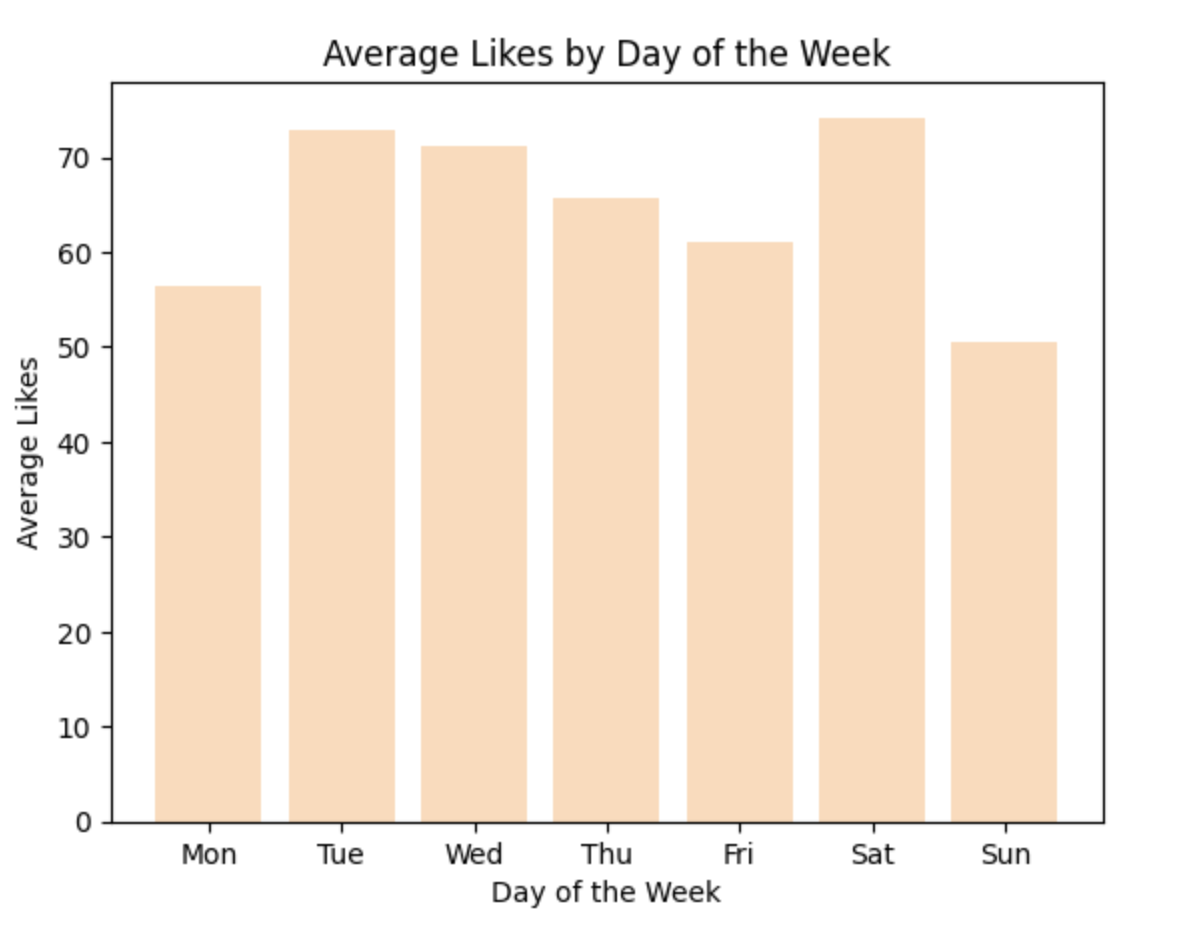 Average Likes by Day of the Week
Average Likes
70
60
50
40
30
20
10
0
Mon Tue Wed Thu Fri Sat Sun
Day of the Week